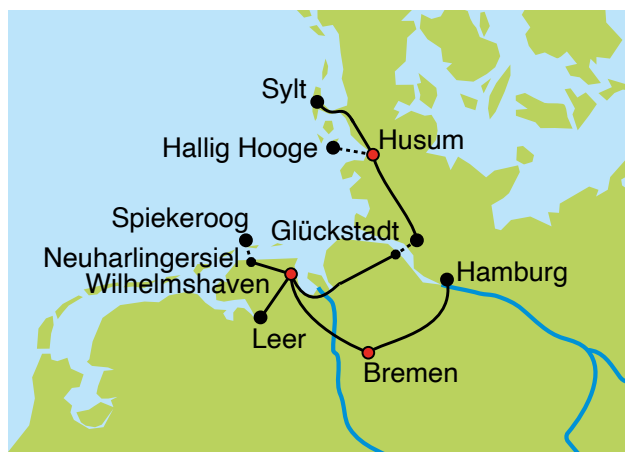 Sylt
Husum
Hallig Hooge
Spiekeroog
Glückstadt
Neuharlingersiel
Wilhelmshaven
Hamburg
Leer
Bremen